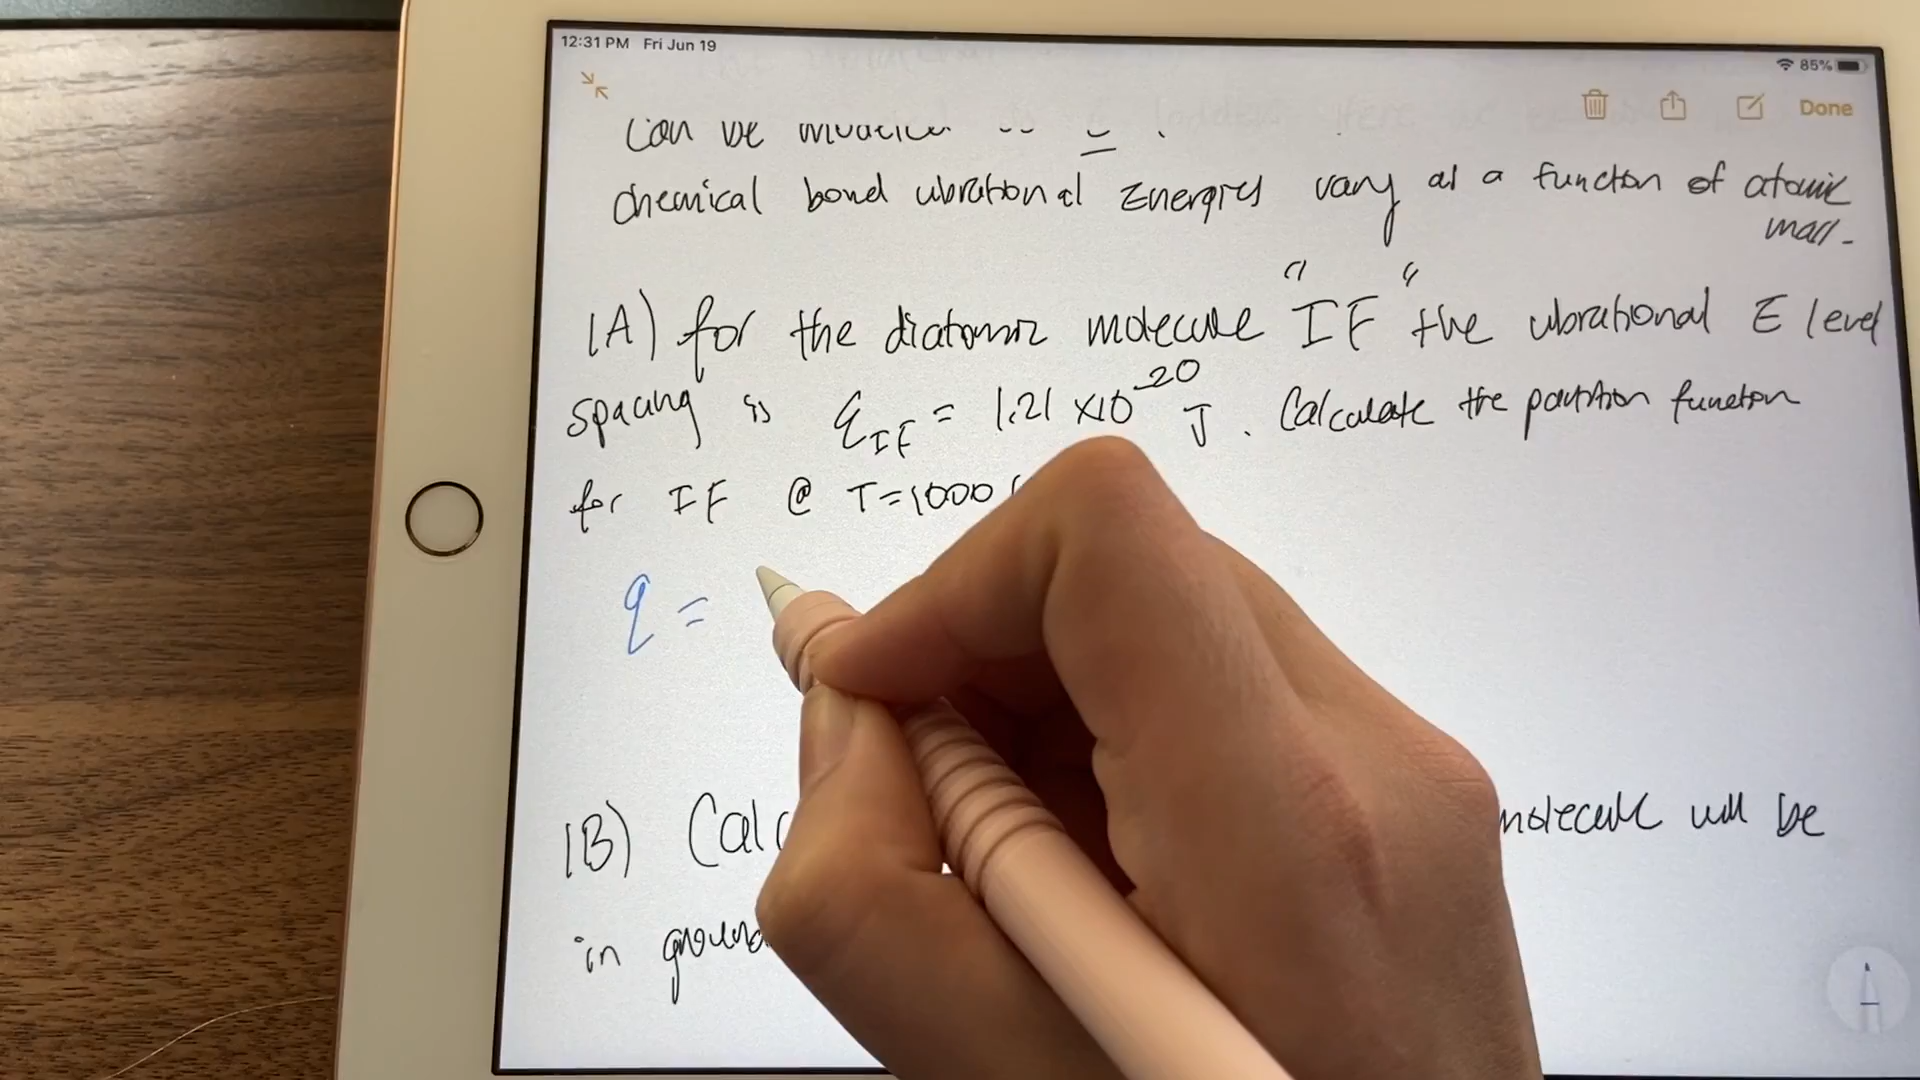 12:31 PM Fri Jun 19
85%
Done
can be
chemical bond vibrational Energies vary as a function of atomic
mass.
1A) for the diatomic molecule "IF" the vibrational E level
spacing is ε_IF = 1.21 x10^-20 J. Calculate the partition function
for IF @ T=1000
q =
1B) Calc molecule will be
in ground